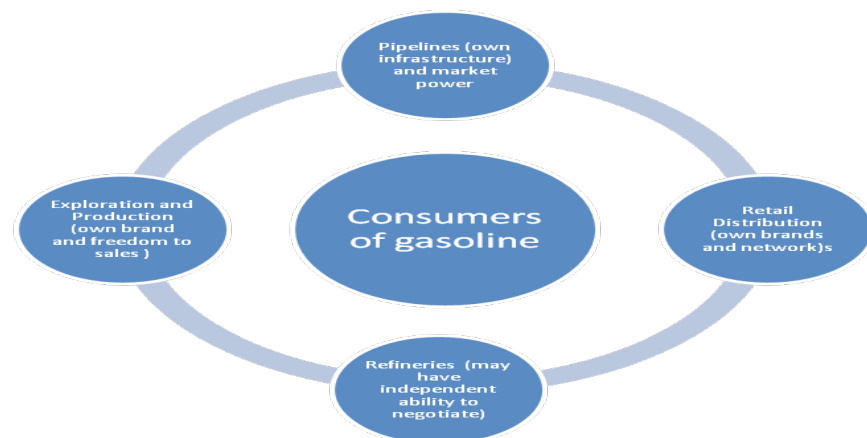 Pipelines (own
infrastructure)
and market
power
Exploration and
Production
(own brand
and freedom to
sales )
Consumers
of gasoline
Retail
Distribution
(own brands
and network)s
Refineries  (may
have
independent
ability to
negotiate)